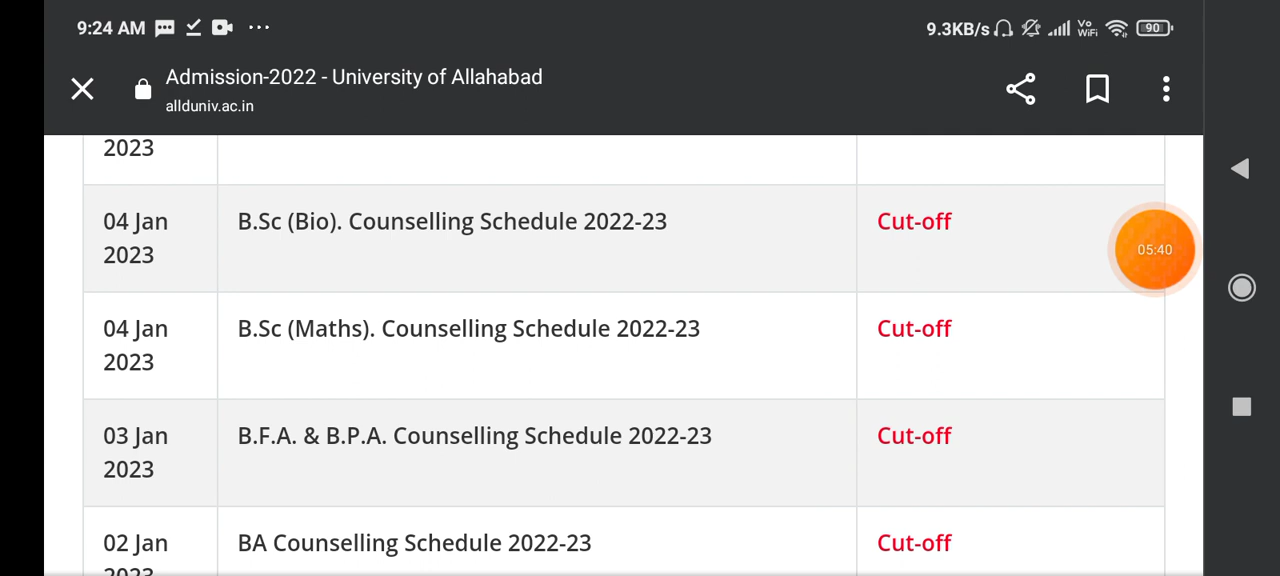 9:24 AM ... 9.3KB/s Vo WiFi 90
Admission-2022 - University of Allahabad
allduniv.ac.in
2023
04 Jan 2023 B.Sc (Bio). Counselling Schedule 2022-23 Cut-off
05:40
04 Jan 2023 B.Sc (Maths). Counselling Schedule 2022-23 Cut-off
03 Jan 2023 B.F.A. & B.P.A. Counselling Schedule 2022-23 Cut-off
02 Jan 2023 BA Counselling Schedule 2022-23 Cut-off